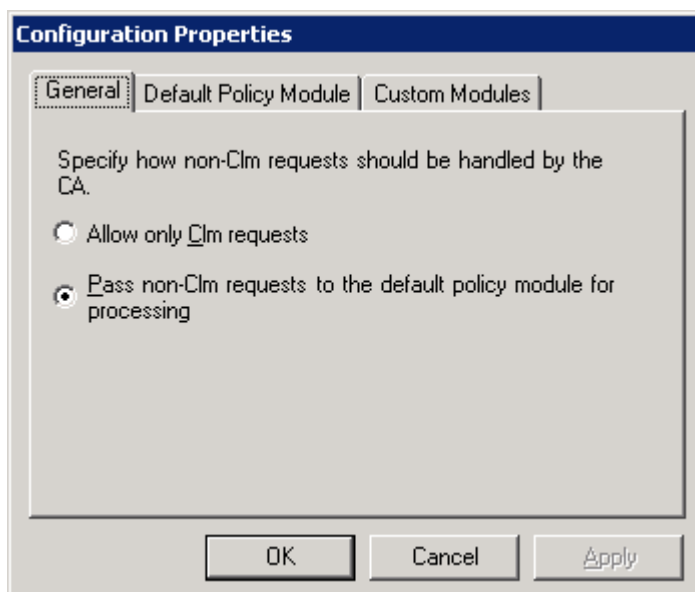 Configuration Properties
General
Default Policy Module
Custom Modules
Specify how non-Clm requests should be handled by the
CA.
Allow only Clm requests
Pass non-Clm requests to the default policy module for
processing
OK
Cancel
Apply